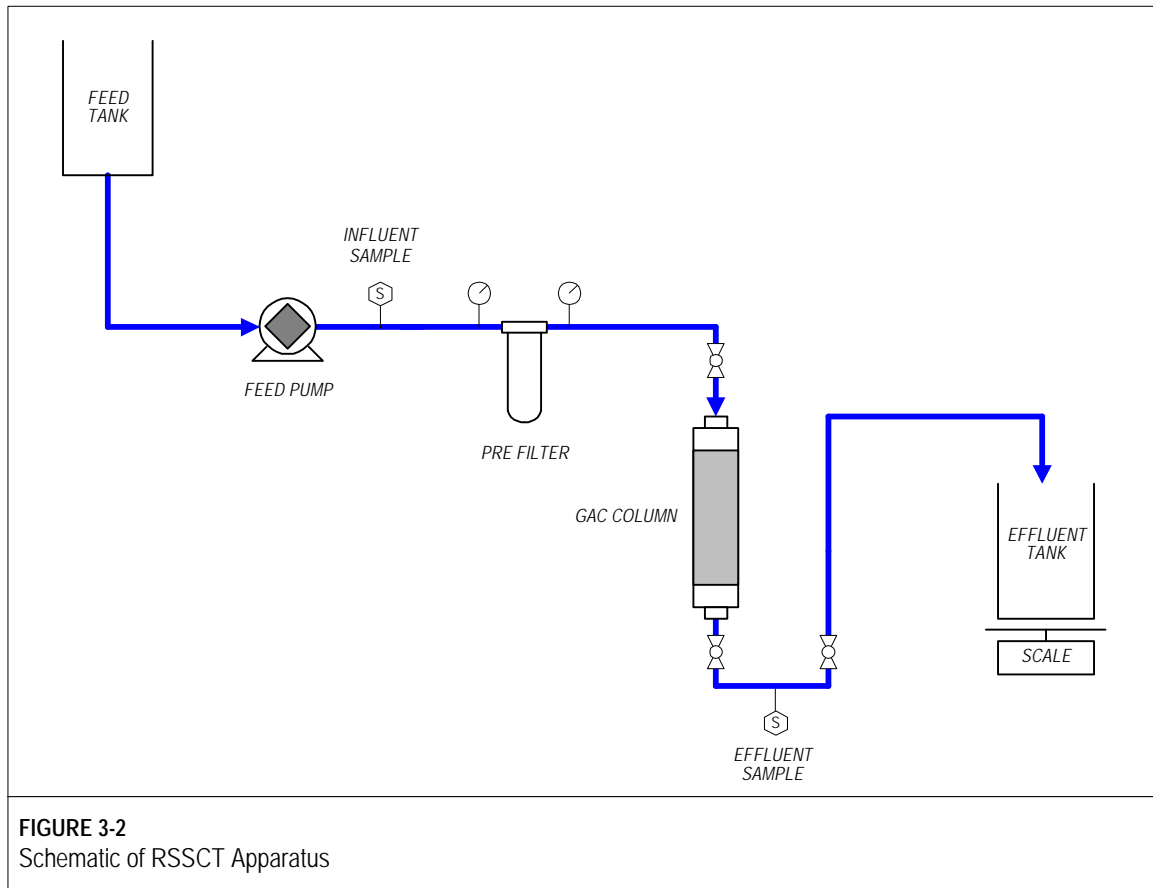 FEED
TANK
INFLUENT
SAMPLE
S
FEED PUMP
PRE FILTER
GAC COLUMN
EFFLUENT
TANK
SCALE
S
EFFLUENT
SAMPLE
FIGURE 3-2
Schematic of RSSCT Apparatus